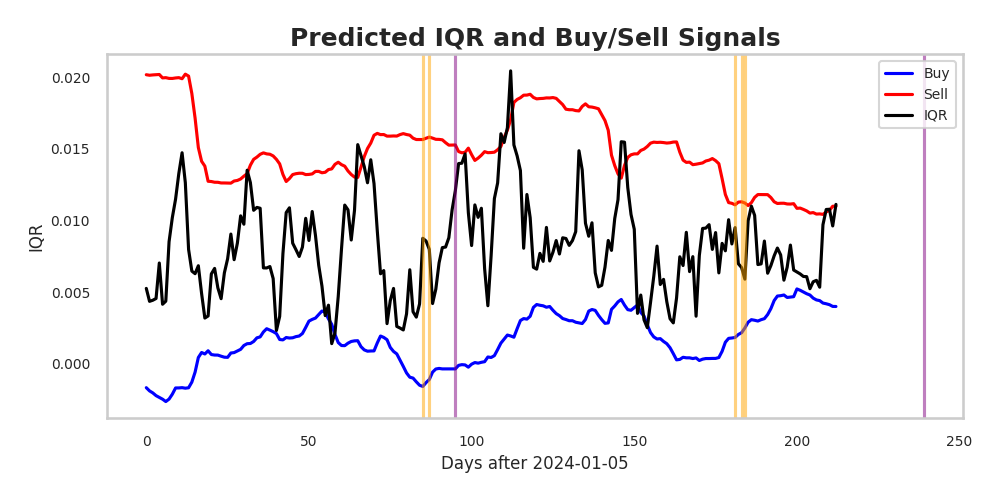 Predicted IQR and Buy/Sell Signals
Buy
Sell
IQR
0.020
0.015
0.010
0.005
0.000
IQR
0
50
100
150
200
250
Days after 2024-01-05